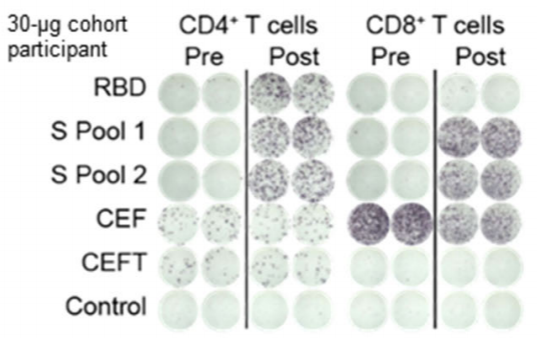 30-µg cohort
participant
CD4⁺ T cells CD8⁺ T cells
Pre Post Pre Post
RBD
S Pool 1
S Pool 2
CEF
CEFT
Control